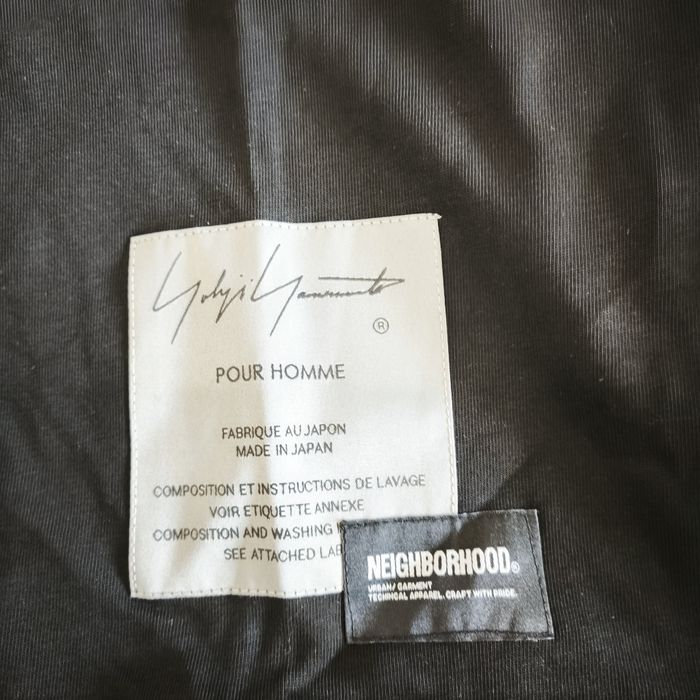 Yohji Yamamoto
®
POUR HOMME
FABRIQUE AU JAPON
MADE IN JAPAN
COMPOSITION ET INSTRUCTIONS DE LAVAGE
VOIR ETIQUETTE ANNEXE
COMPOSITION AND WASHING
SEE ATTACHED
NEIGHBORHOOD®
URBAN/ GARMENT
TECHNICAL APPAREL. CRAFT WITH PRIDE.